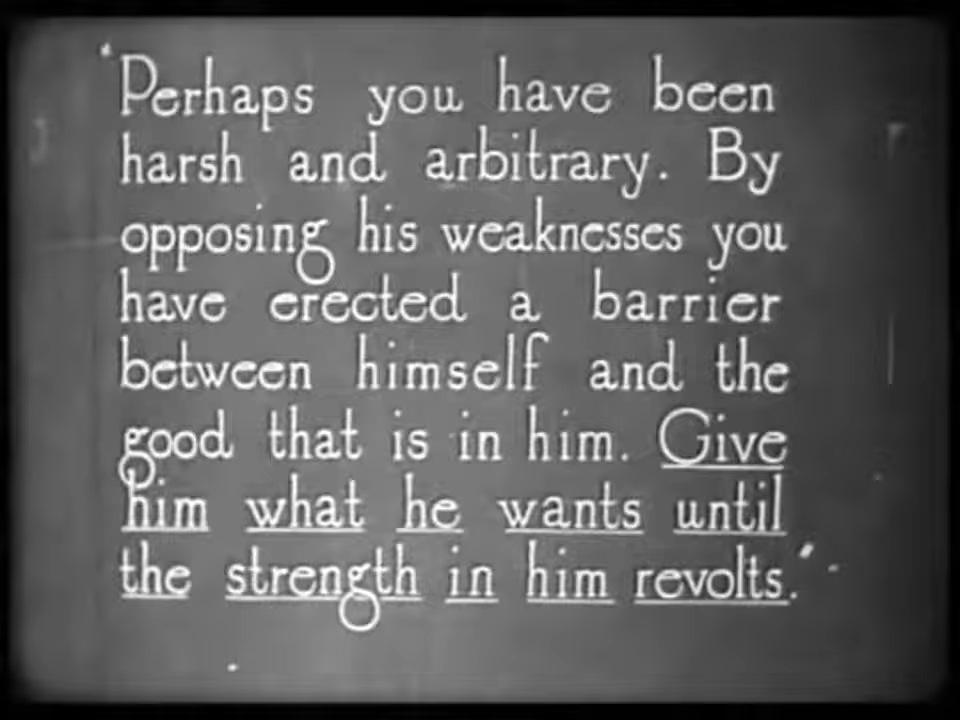 "Perhaps you have been
harsh and arbitrary. By
opposing his weaknesses you
have erected a barrier
between himself and the
good that is in him. Give
him what he wants until
the strength in him revolts."